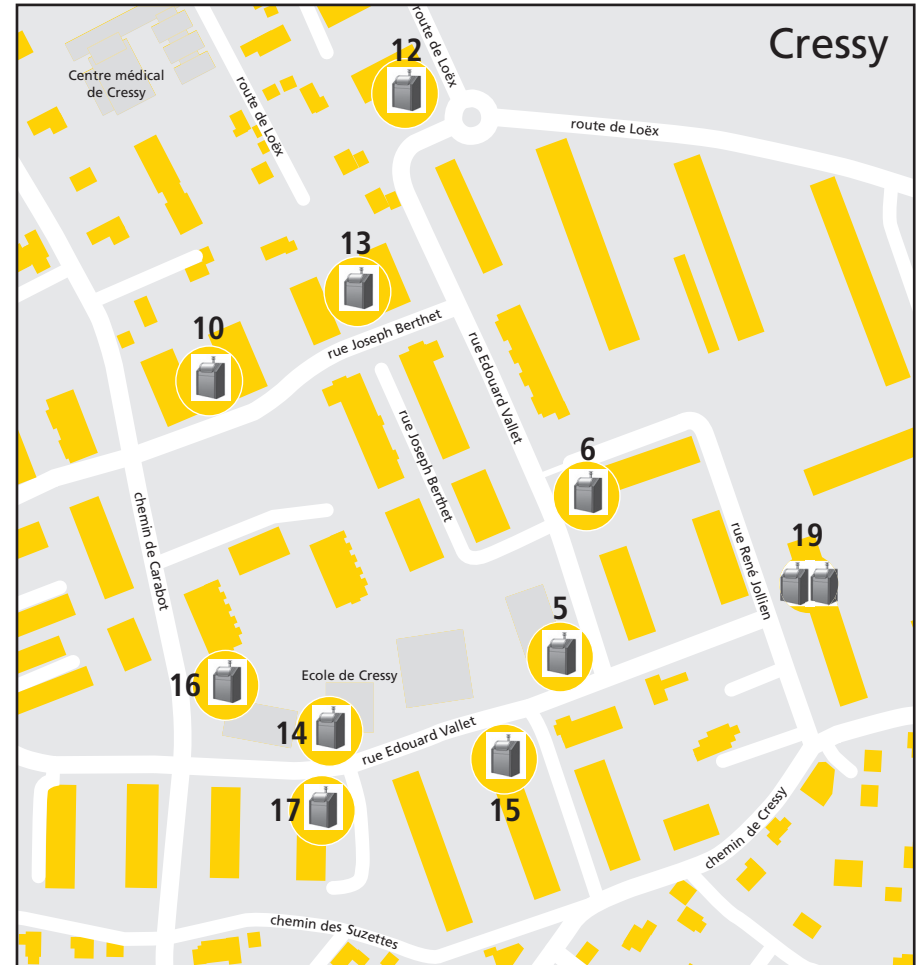 Cressy
12
route de Loëx
Centre médical
de Cressy
route de Loëx
route de Loëx
13
10
rue Joseph Berthet
rue Edouard Vallet
rue Joseph Berthet
6
chemin de Carabot
rue René Jollien
19
5
Ecole de Cressy
16
14
rue Edouard Vallet
17
15
chemin de Cressy
chemin des Suzettes